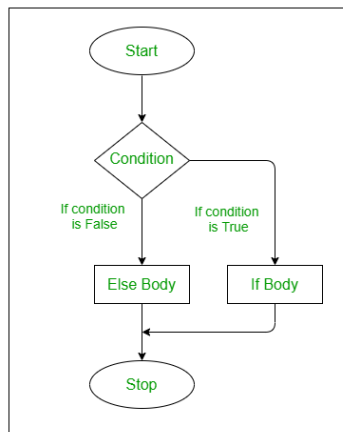 Start
Condition
If condition
is False
If condition
is True
Else Body
If Body
Stop